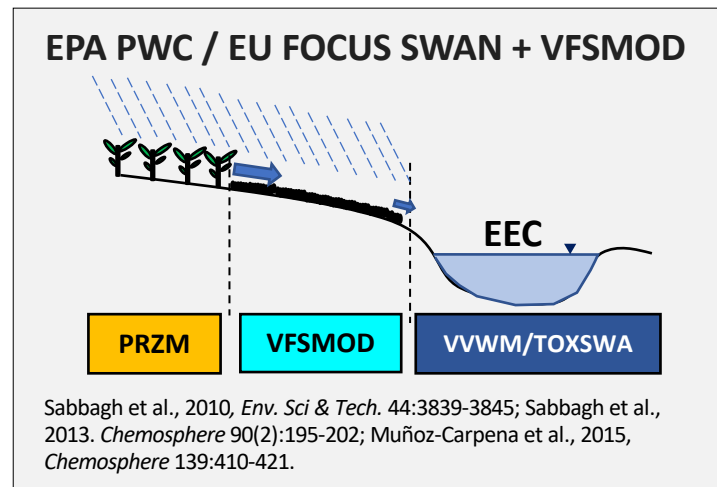 EPA PWC / EU FOCUS SWAN + VFSMOD
EEC
PRZM
VFSMOD
VVWM/TOXSWA
Sabbagh et al., 2010, Env. Sci & Tech. 44:3839-3845; Sabbagh et al.,
2013. Chemosphere 90(2):195-202; Muñoz-Carpena et al., 2015,
Chemosphere 139:410-421.